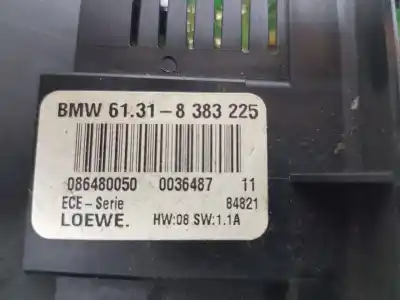 BMW 61.31-8 383 225
086480050 0036487 11
ECE-Serie 84821
LOEWE. HW:08 SW:1.1A